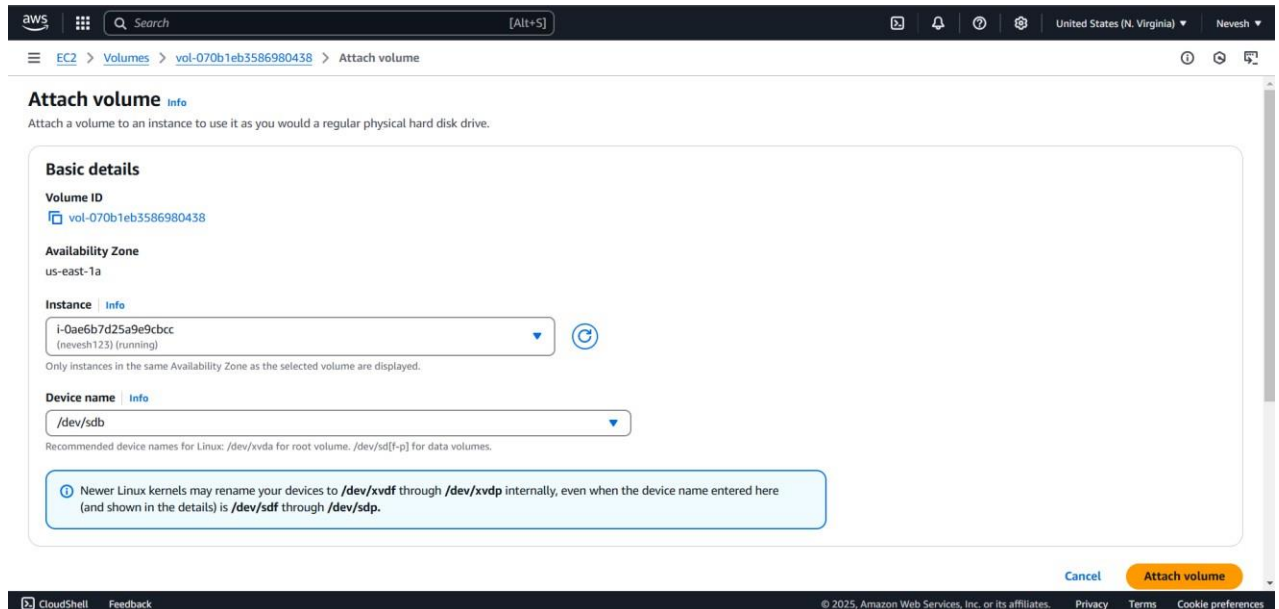 aws
Search
[Alt+S]
United States (N. Virginia)
Nevesh
EC2 > Volumes > vol-070b1eb3586980438 > Attach volume
Attach volume Info
Attach a volume to an instance to use it as you would a regular physical hard disk drive.
Basic details
Volume ID
vol-070b1eb3586980438
Availability Zone
us-east-1a
Instance Info
i-0ae6b7d25a9e9cbcc
(nevesh123) (running)
Only instances in the same Availability Zone as the selected volume are displayed.
Device name Info
/dev/sdb
Recommended device names for Linux: /dev/xvda for root volume. /dev/sd[f-p] for data volumes.
Newer Linux kernels may rename your devices to /dev/xvdf through /dev/xvdp internally, even when the device name entered here
(and shown in the details) is /dev/sdf through /dev/sdp.
Cancel
Attach volume
CloudShell Feedback
© 2025, Amazon Web Services, Inc. or its affiliates. Privacy Terms Cookie preferences